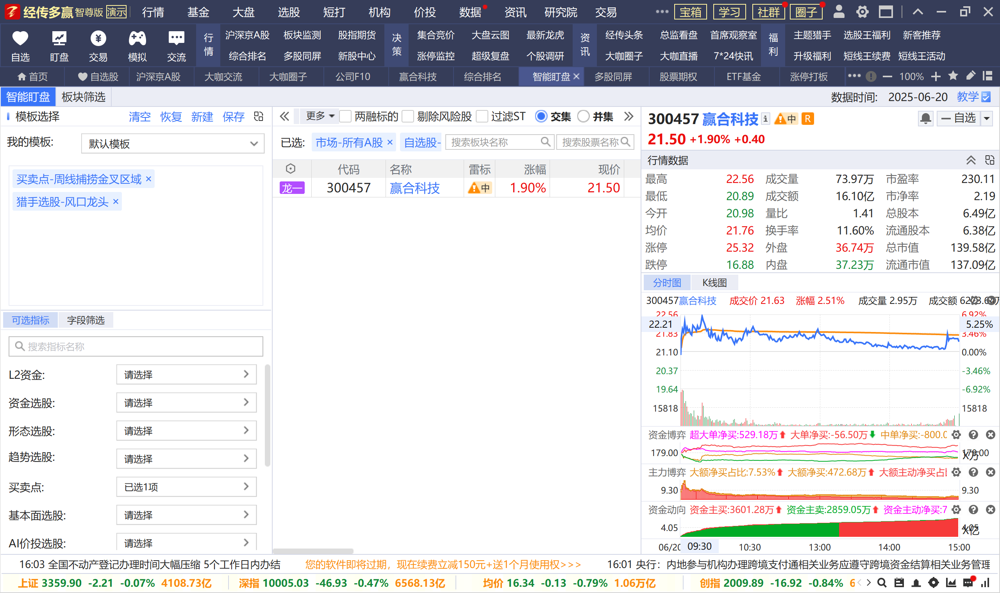 经传多赢 智尊版 演示 行情 基金 大盘 选股 短打 机构 价投 数据 资讯 研究院 交易 宝箱 学习 社群 圈子
自选 盯盘 交易 模拟 交流
行情 沪深京A股 板块监测 股指期货 决策 集合竞价 大盘云图 最新龙虎 资讯 经传头条 总监看盘 首席观察室 福利 主题猎手 选股王福利 新客推荐
综合排名 多股同屏 新股中心 涨停监控 超级复盘 个股调研 大咖圈子 大咖直播 7*24快讯 升级福利 短线王续费 短线王活动
首页 自选股 沪深京A股 大咖交流 大咖圈子 公司F10 赢合科技 综合排名 智能盯盘 多股同屏 股票期权 ETF基金 涨停打板 100%
智能盯盘 板块筛选 数据时间: 2025-06-20 教学
模板选择 清空 恢复 新建 保存
我的模板: 默认模板
买卖点-周线捕捞金叉区域 ×
猎手选股-风口龙头 ×
可选指标 字段筛选
搜索指标名称
L2资金: 请选择
资金选股: 请选择
形态选股: 请选择
趋势选股: 请选择
买卖点: 已选1项
基本面选股: 请选择
AI价投选股: 请选择
更多 两融标的 剔除风险股 过滤ST 交集 并集
已选: 市场-所有A股 × 自选股- 搜索板块名称 搜索股票名称
代码 名称 雷标 涨幅 现价
龙一 300457 赢合科技 中 1.90% 21.50
300457 赢合科技 中 R 自选
21.50 +1.90% +0.40
行情数据
最高 22.56 成交量 73.97万 市盈率 230.11
最低 20.89 成交额 16.10亿 市净率 2.19
今开 20.98 量比 1.41 总股本 6.49亿
均价 21.76 换手率 11.60% 流通股本 6.38亿
涨停 25.32 外盘 36.74万 总市值 139.58亿
跌停 16.88 内盘 37.23万 流通市值 137.09亿
分时图 K线图
300457赢合科技 成交价 21.63 涨幅 2.51% 成交量 2.95万 成交额
22.56 6.92%
22.21 5.25%
21.83 3.46%
21.10 0.00%
20.37 -3.46%
19.64 -6.92%
15818 15818
资金博弈 超大单净买:529.18万 大单净买:-56.50万 中单净买:-800.0
179.00 179.00 X万
主力博弈 大额净买占比:7.53% 大额净买:472.68万 大额主动净买占比
9.30 9.30
资金动向 资金主买:3601.28万 资金主卖:2859.05万 资金主动净买:7
4.05 4.05 X亿
06/20 09:30 10:30 13:00 14:00 15:00
16:03 全国不动产登记办理时间大幅压缩 5个工作日内办结 您的软件即将过期，现在续费立减150元+送1个月使用权>>> 16:01 央行：内地参与机构办理跨境支付通相关业务应遵守跨境资金结算相关业务管理
上证 3359.90 -2.21 -0.07% 4108.73亿 深指 10005.03 -46.93 -0.47% 6568.13亿 均价 16.34 -0.13 -0.79% 1.06万亿 创指 2009.89 -16.92 -0.84% 6